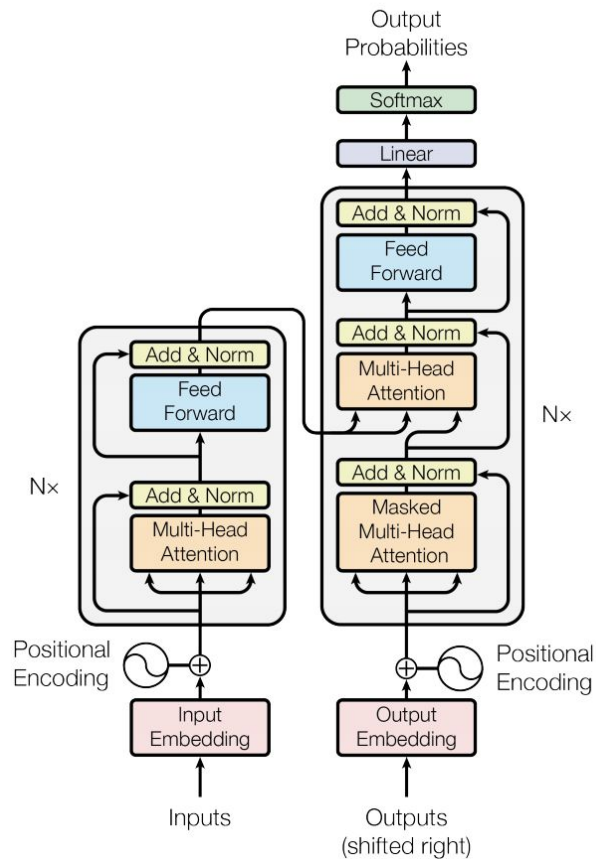 Output
Probabilities
Softmax
Linear
Add & Norm
Feed
Forward
Add & Norm
Multi-Head
Attention
Add & Norm
Masked
Multi-Head
Attention
Nx
Positional
Encoding
Output
Embedding
Outputs
(shifted right)
Add & Norm
Feed
Forward
Add & Norm
Multi-Head
Attention
Nx
Positional
Encoding
Input
Embedding
Inputs